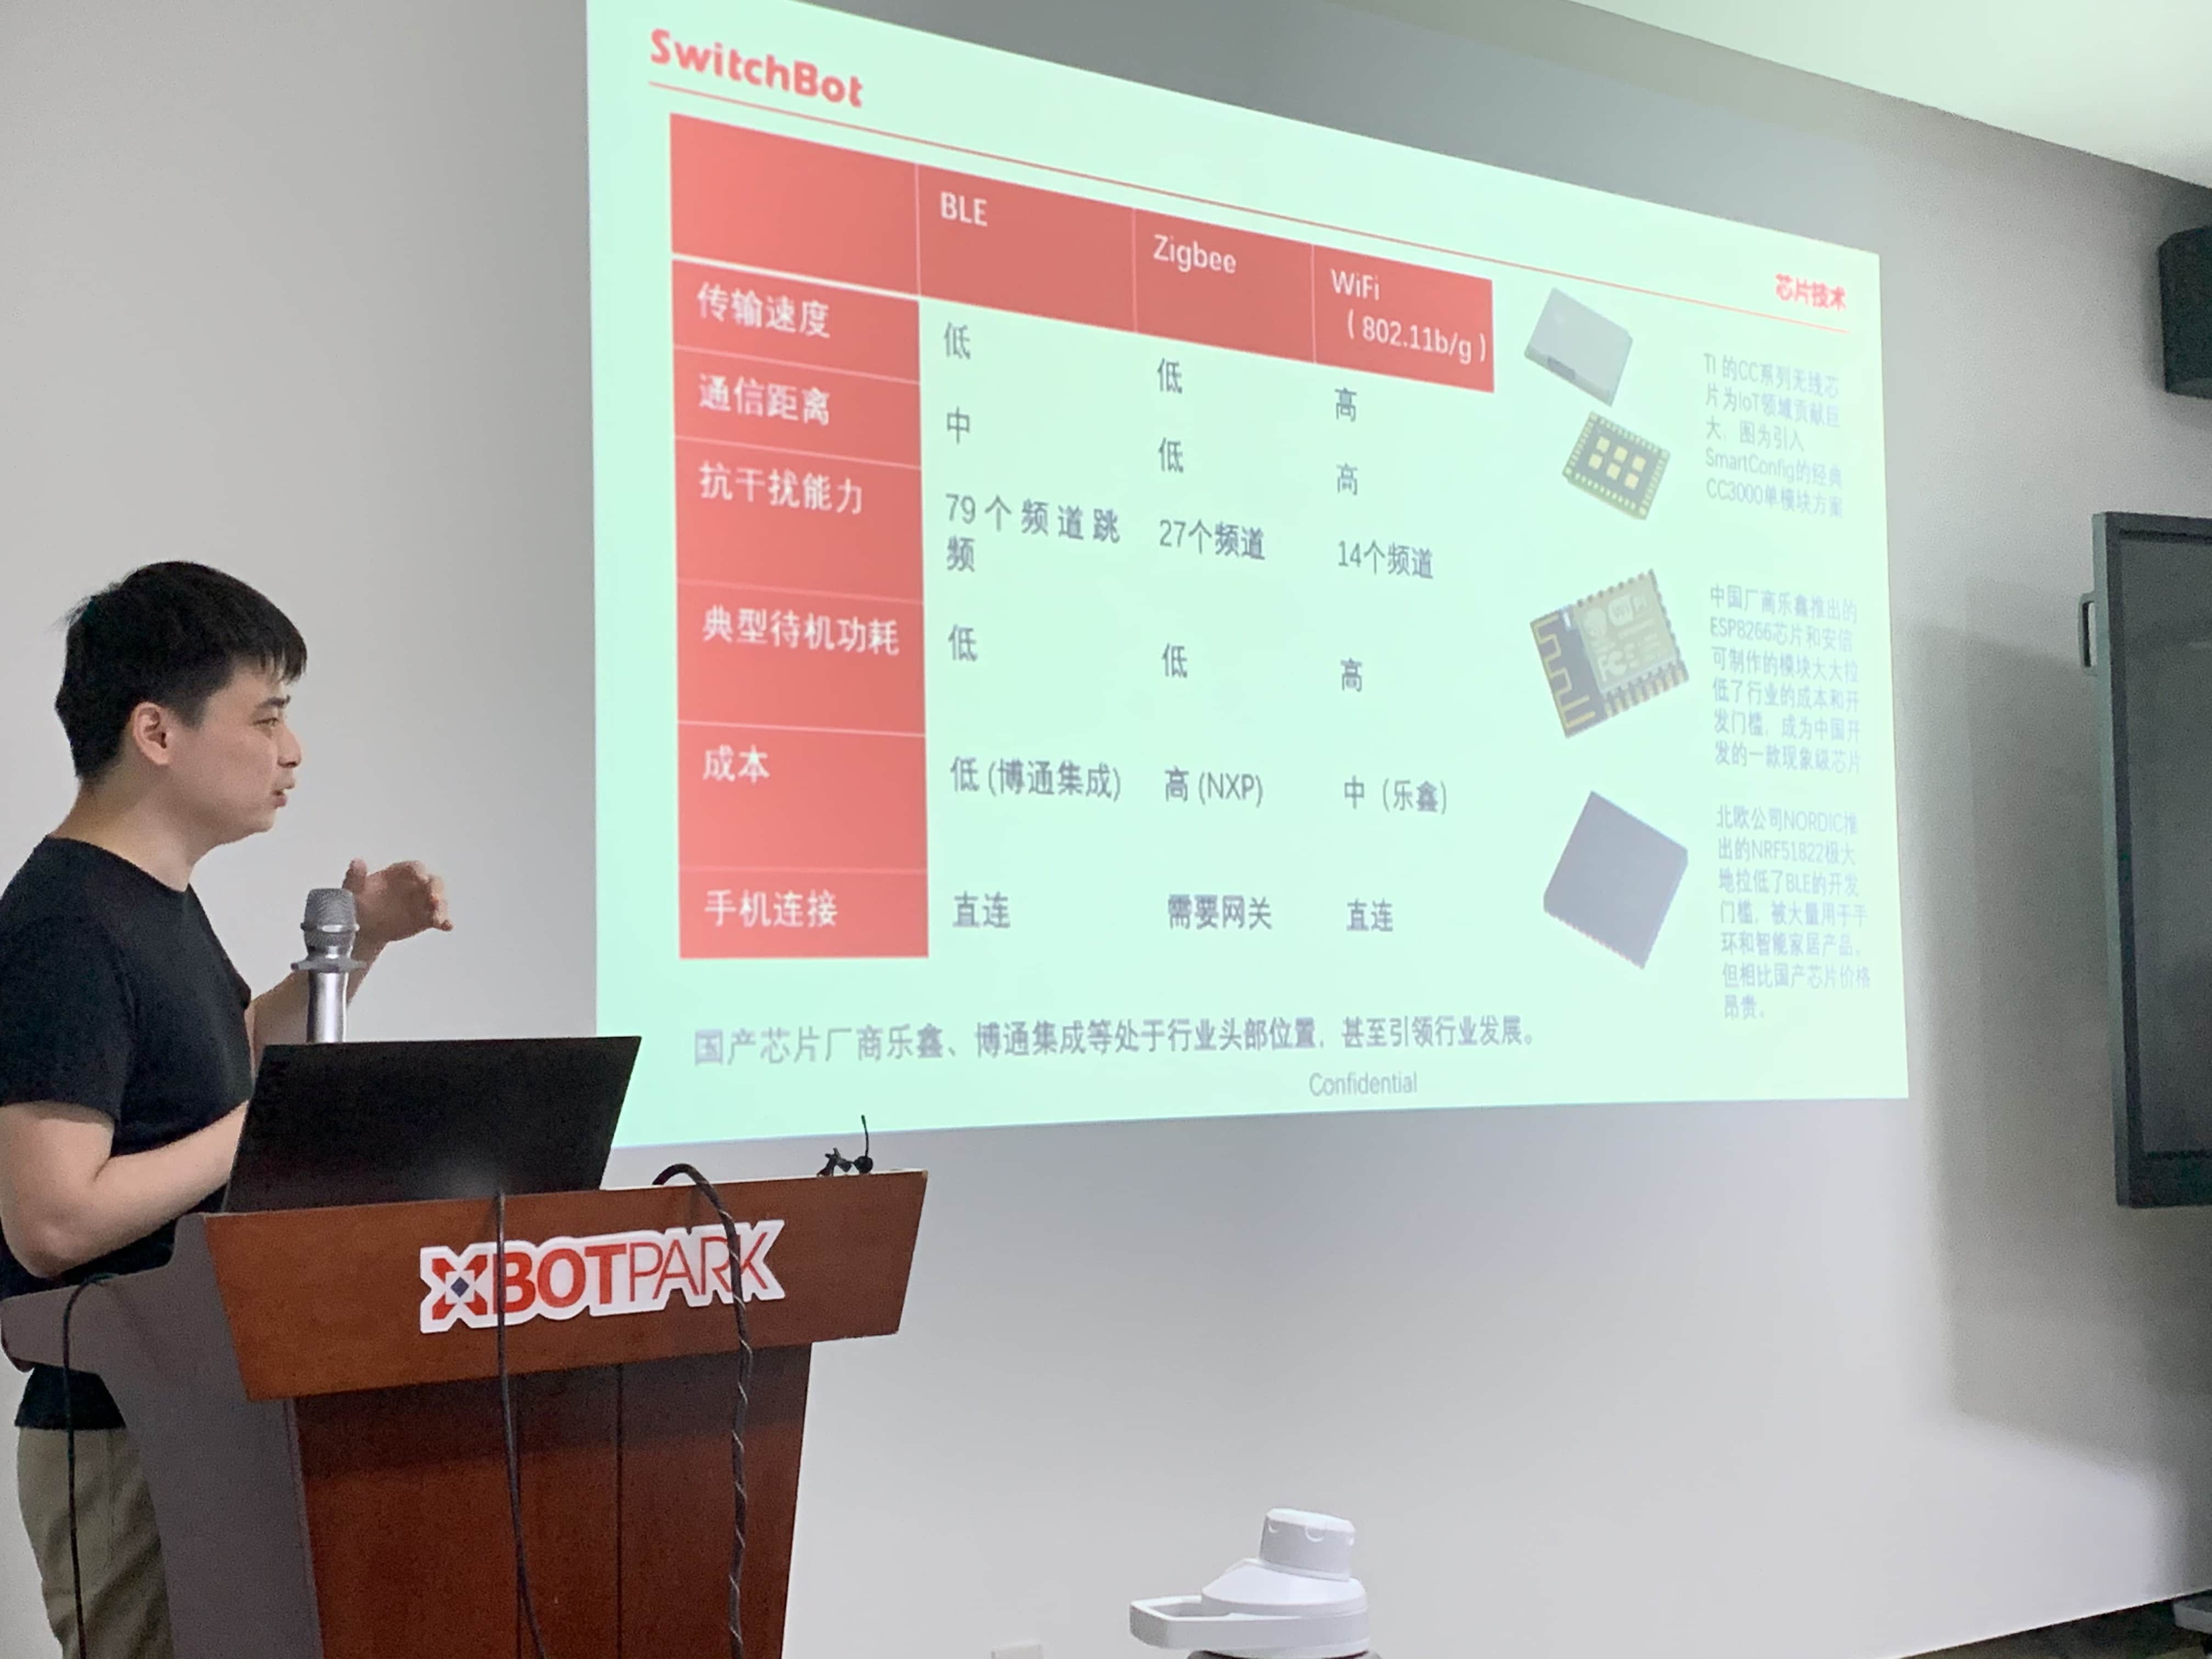 SwitchBot
芯片技术
BLE
Zigbee
WiFi
（802.11b/g）
传输速度
低
低
高
通信距离
中
低
高
抗干扰能力
79个频道跳
频
27个频道
14个频道
典型待机功耗
低
低
高
成本
低 (博通集成)
高 (NXP)
中（乐鑫）
手机连接
直连
需要网关
直连
TI 的CC系列无线芯
片为IoT领域贡献巨
大，图为引入
SmartConfig的经典
CC3000单模块方案
WiFi
FC
中国厂商乐鑫推出的
ESP8266芯片和安信
可制作的模块大大拉
低了行业的成本和开
发门槛，成为中国开
发的一款现象级芯片
北欧公司NORDIC推
出的NRF51822极大
地拉低了BLE的开发
门槛，被大量用于手
环和智能家居产品，
但相比国产芯片价格
昂贵。
国产芯片厂商乐鑫、博通集成等处于行业头部位置，甚至引领行业发展。
Confidential
XBOTPARK